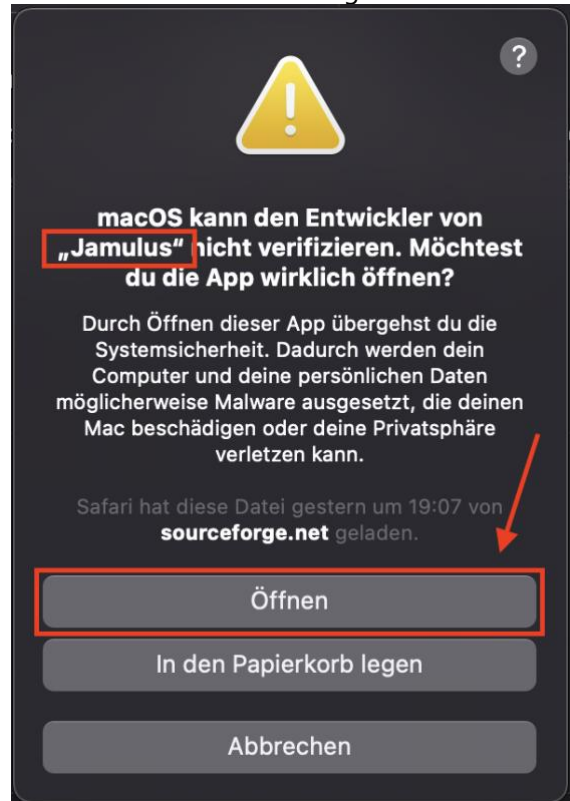 ?
macOS kann den Entwickler von
„Jamulus“ nicht verifizieren. Möchtest
du die App wirklich öffnen?
Durch Öffnen dieser App übergehst du die
Systemsicherheit. Dadurch werden dein
Computer und deine persönlichen Daten
möglicherweise Malware ausgesetzt, die deinen
Mac beschädigen oder deine Privatsphäre
verletzen kann.
Safari hat diese Datei gestern um 19:07 von
sourceforge.net geladen.
Öffnen
In den Papierkorb legen
Abbrechen